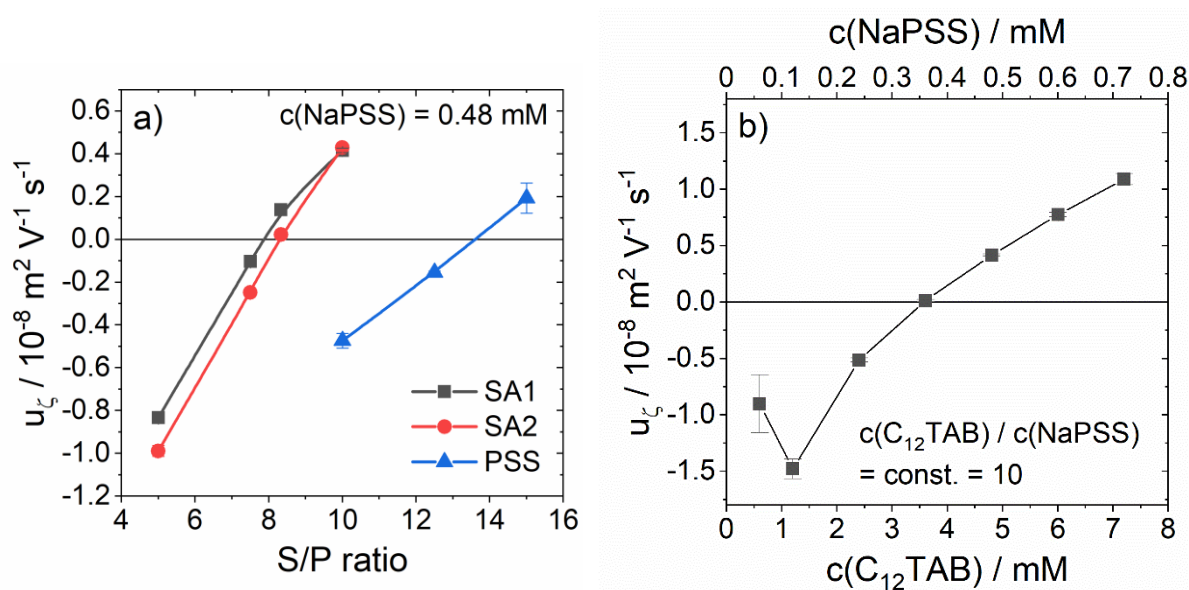 a)
c(NaPSS) = 0.48 mM
0.6
0.4
0.2
0.0
-0.2
-0.4
-0.6
-0.8
-1.0
-1.2
u_ζ / 10⁻⁸ m² V⁻¹ s⁻¹
SA1
SA2
PSS
4 6 8 10 12 14 16
S/P ratio
c(NaPSS) / mM
0.0 0.1 0.2 0.3 0.4 0.5 0.6 0.7 0.8
b)
1.5
1.0
0.5
0.0
-0.5
-1.0
-1.5
u_ζ / 10⁻⁸ m² V⁻¹ s⁻¹
c(C₁₂TAB) / c(NaPSS)
= const. = 10
0 1 2 3 4 5 6 7 8
c(C₁₂TAB) / mM